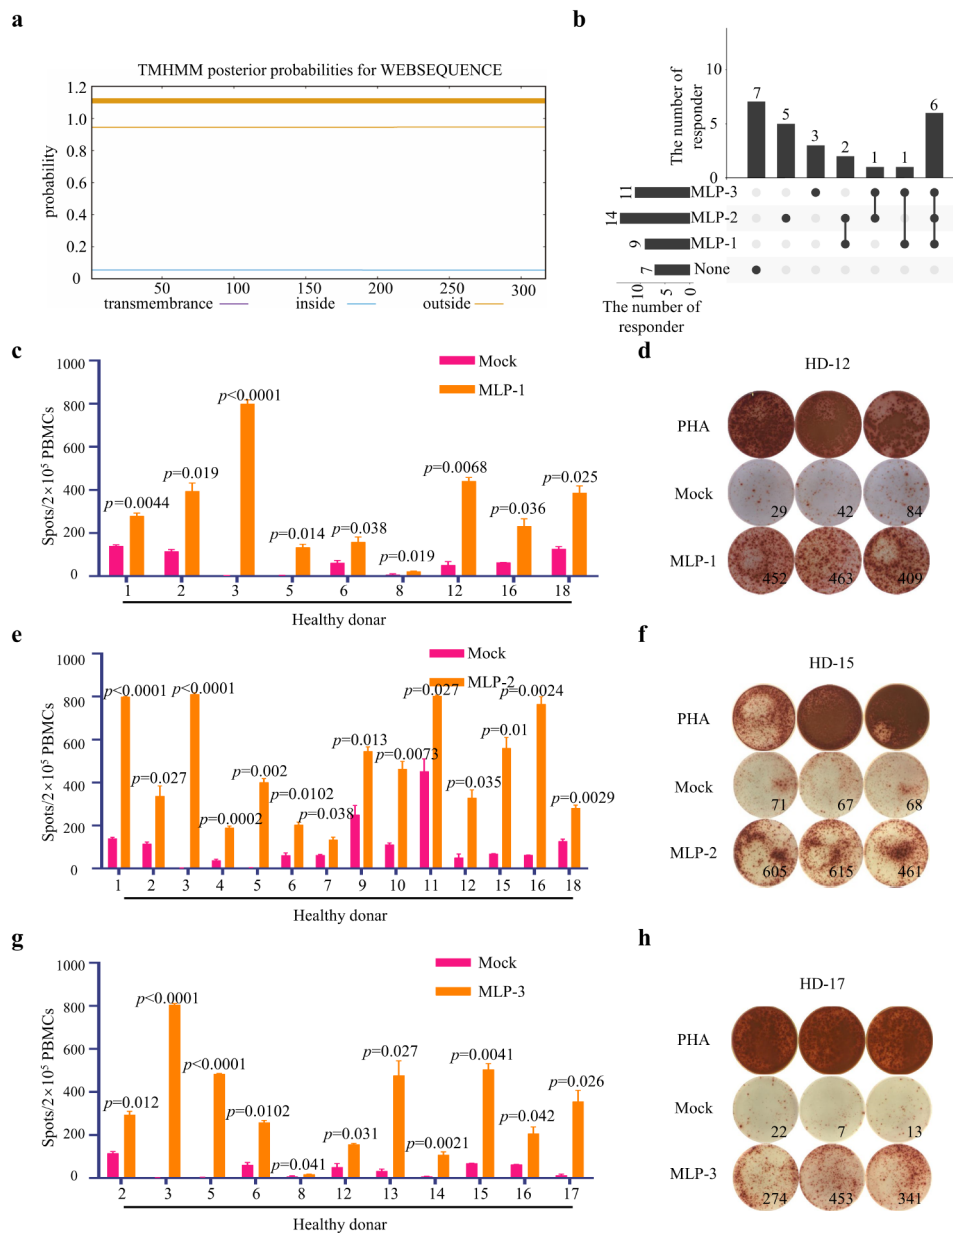 a
TMHMM posterior probabilities for WEBSEQUENCE
probability
1.2
1.0
1.2
0.8
0.6
0.4
0.2
0
50
100
150
200
250
300
transmembrance
inside
outside
b
The number of
responder
10
5
0
7
5
3
2
1
1
6
11
MLP-3
14
MLP-2
9
MLP-1
7
None
10
5
0
The number of
responder
c
Spots/2×10⁵ PBMCs
1000
800
600
400
200
0
Mock
MLP-1
p=0.0044
p=0.019
p<0.0001
p=0.014
p=0.038
p=0.019
p=0.0068
p=0.036
p=0.025
1 2 3 5 6 8 12 16 18
Healthy donar
d
HD-12
PHA
Mock
29 42 84
MLP-1
452 463 409
e
Spots/2×10⁵ PBMCs
1000
800
600
400
200
0
Mock
MLP-2
p<0.0001
p=0.027
p<0.0001
p=0.0002
p=0.002
p=0.0102
p=0.038
p=0.013
p=0.0073
p=0.027
p=0.035
p=0.01
p=0.0024
p=0.0029
1 2 3 4 5 6 7 9 10 11 12 15 16 18
Healthy donar
f
HD-15
PHA
Mock
71 67 68
MLP-2
605 615 461
g
Spots/2×10⁵ PBMCs
1000
800
600
400
200
0
Mock
MLP-3
p=0.012
p<0.0001
p<0.0001
p=0.0102
p=0.041
p=0.031
p=0.027
p=0.0021
p=0.0041
p=0.042
p=0.026
2 3 5 6 8 12 13 14 15 16 17
Healthy donar
h
HD-17
PHA
Mock
22 7 13
MLP-3
274 453 341